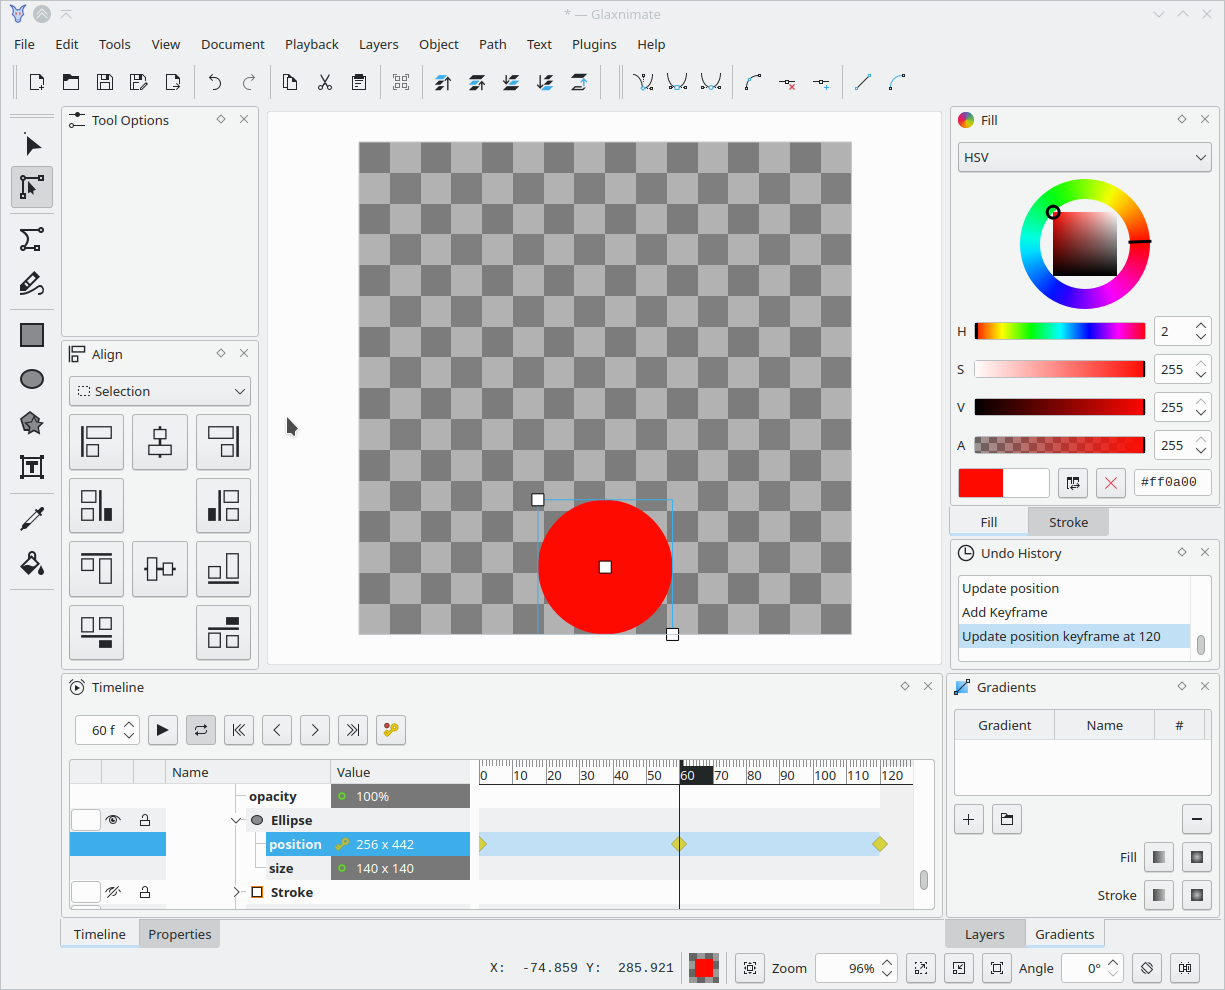 * — Glaxnimate
File Edit Tools View Document Playback Layers Object Path Text Plugins Help
Tool Options
Fill
HSV
H 2
S 255
V 255
A 255
#ff0a00
Fill Stroke
Align
Selection
Undo History
Update position
Add Keyframe
Update position keyframe at 120
Timeline
60 f
Name Value
0 10 20 30 40 50 60 70 80 90 100 110 120
opacity 100%
Ellipse
position 256 x 442
size 140 x 140
Stroke
Timeline Properties
Gradients
Gradient Name #
Fill
Stroke
Layers Gradients
X: -74.859 Y: 285.921
Zoom 96%
Angle 0°